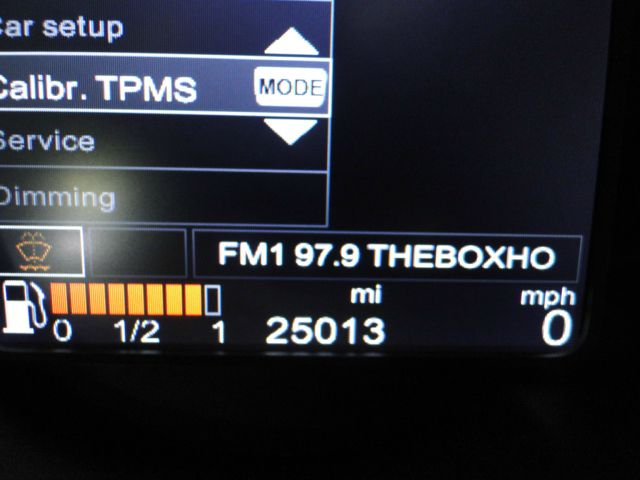 Car setup
Calibr. TPMS MODE
Service
Dimming
FM1 97.9 THEBOXHO
mi mph
0 1/2 1 25013 0